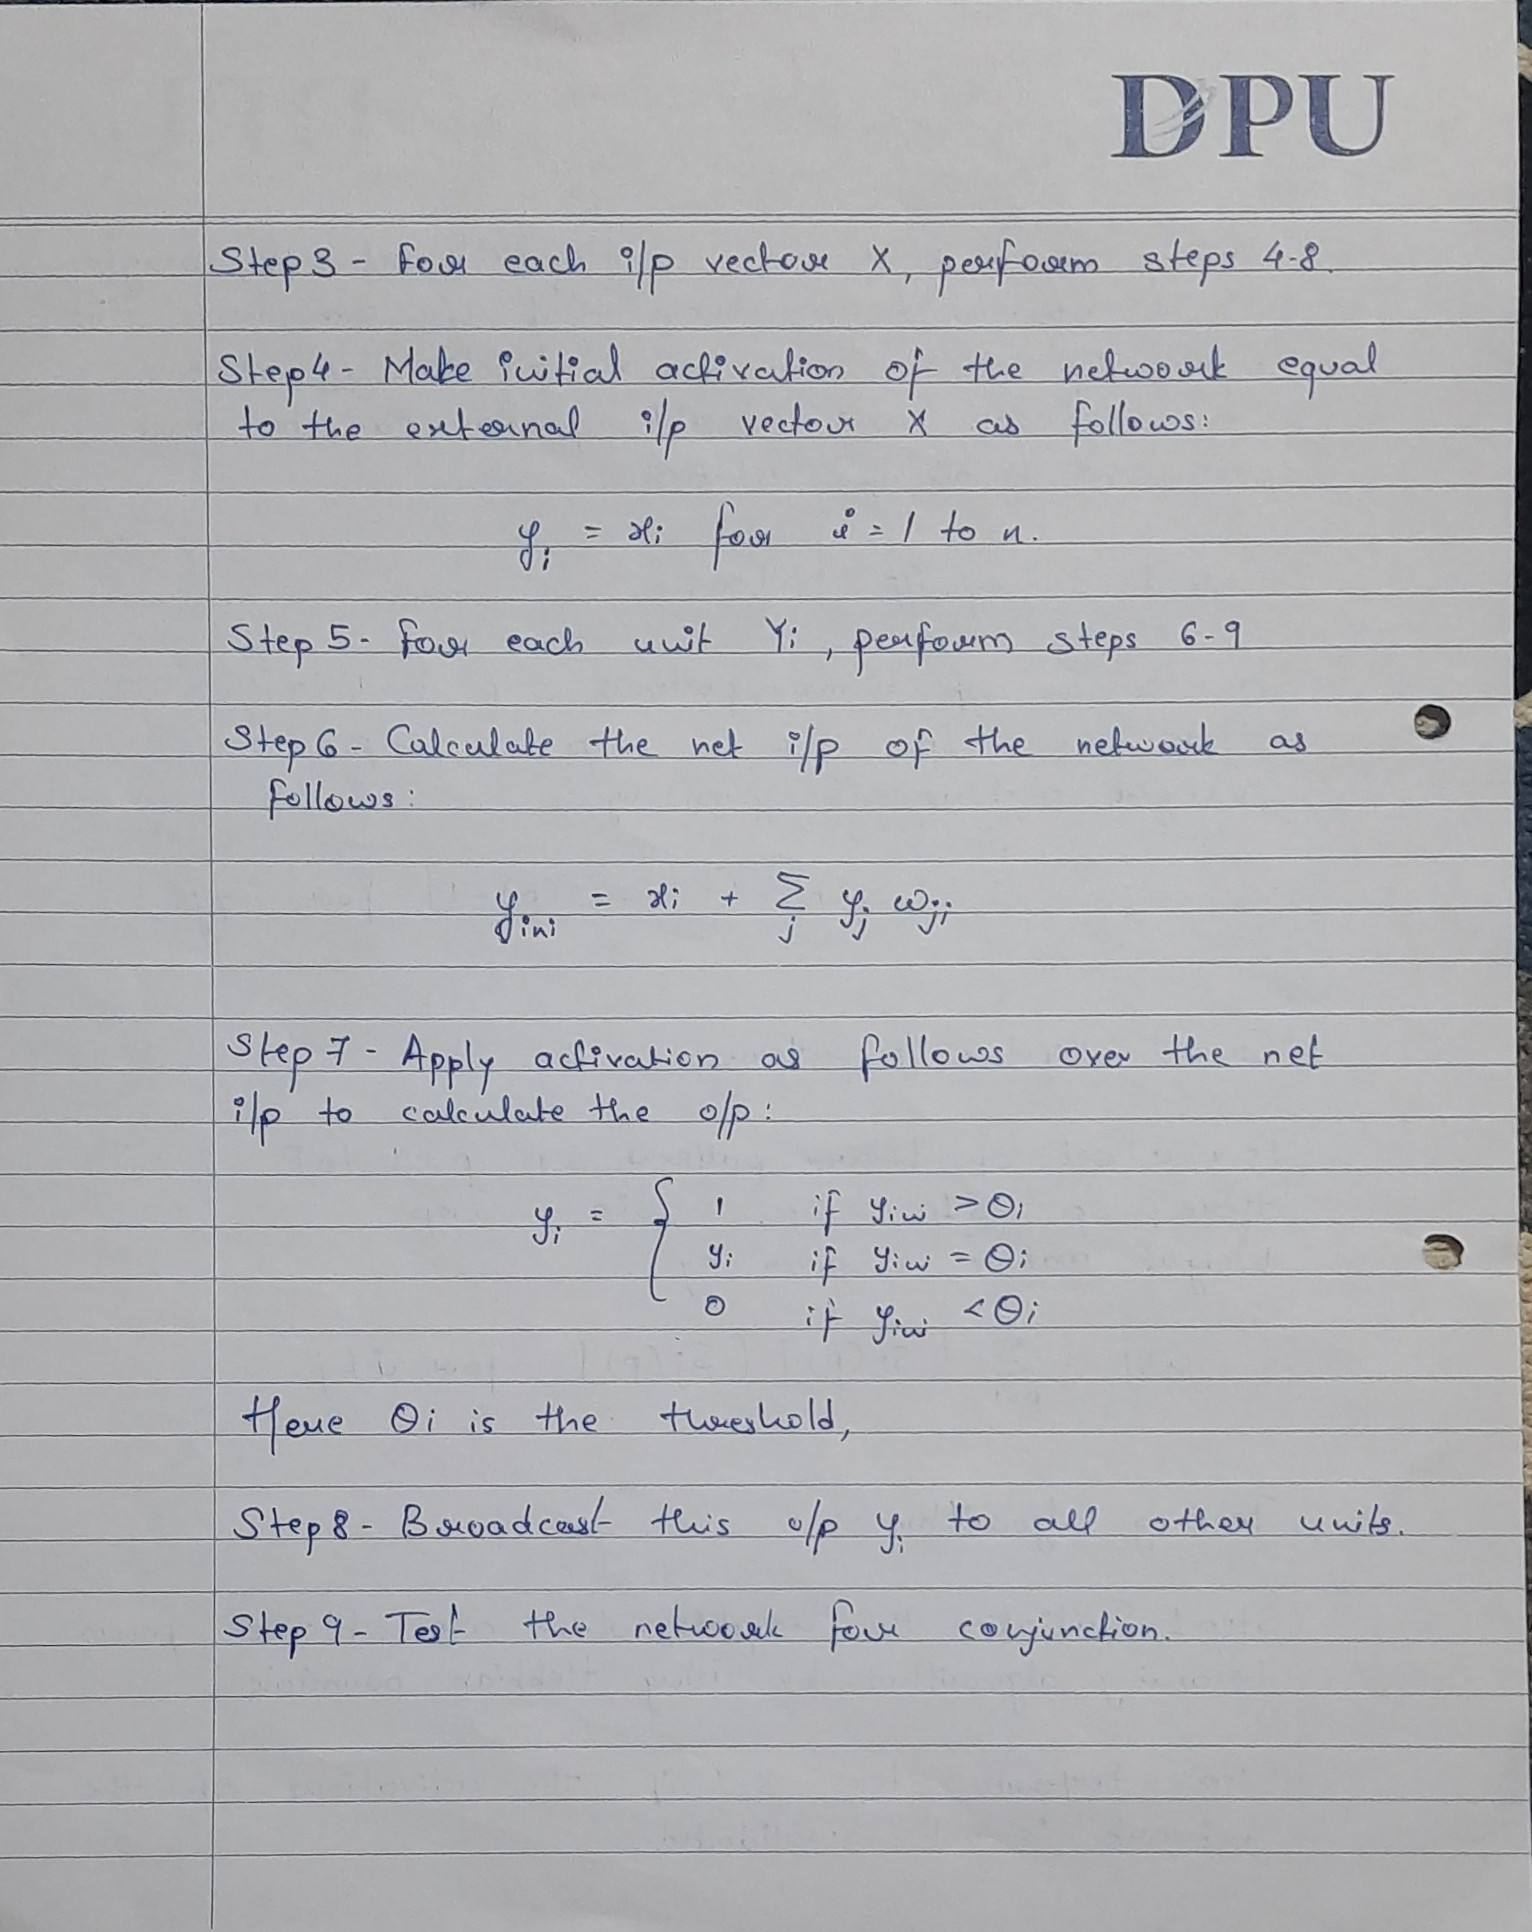 DPU
Step 3 - For each i/p vector X, perform steps 4-8.
Step 4 - Make initial activation of the network equal
to the external i/p vector X as follows:
yi = xi for i = 1 to n.
Step 5 - For each unit Yi, perform steps 6-9
Step 6 - Calculate the net i/p of the network as
follows:
yini = xi + Σj yj wji
Step 7 - Apply activation as follows over the net
i/p to calculate the o/p:
yi = { 1 if yini > θi
yi if yini = θi
0 if yini < θi
Here θi is the threshold,
Step 8 - Broadcast this o/p yi to all other units.
Step 9 - Test the network for conjunction.